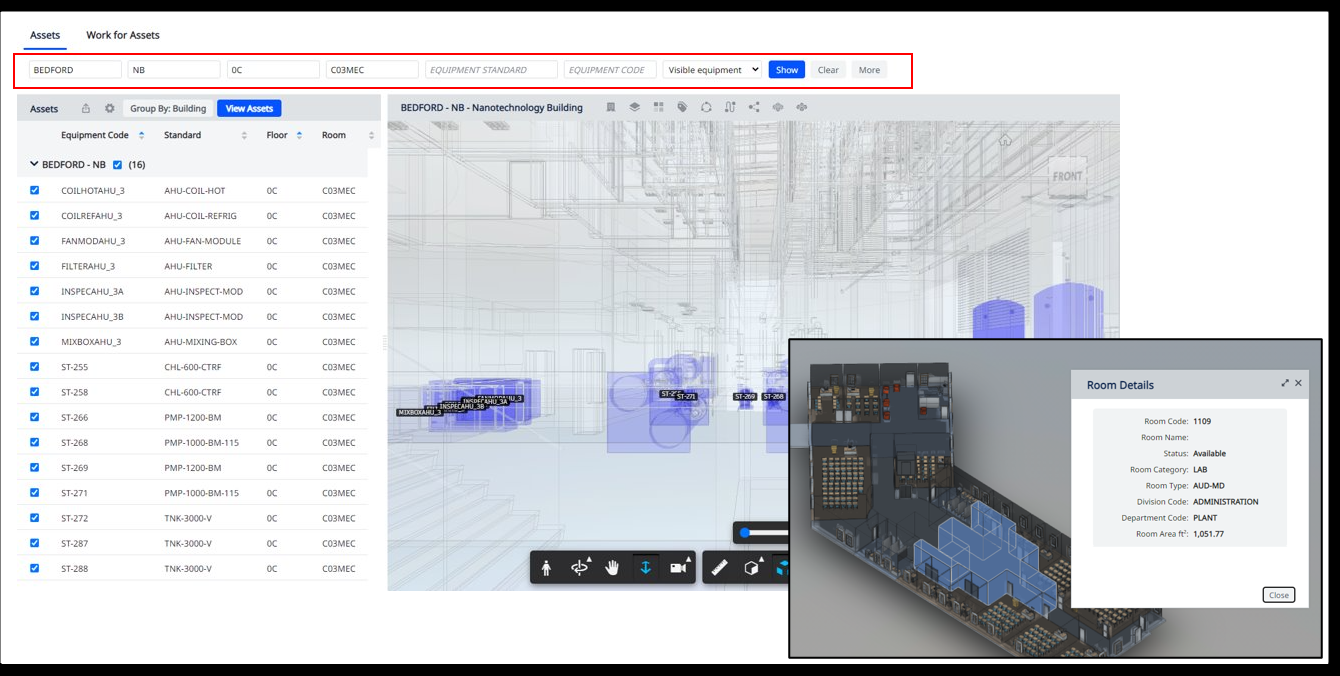 Assets Work for Assets
BEDFORD NB 0C C03MEC EQUIPMENT STANDARD EQUIPMENT CODE Visible equipment Show Clear More
Assets Group By: Building View Assets
Equipment Code Standard Floor Room
BEDFORD - NB (16)
COILHOTAHU_3 AHU-COIL-HOT 0C C03MEC
COILREFAHU_3 AHU-COIL-REFRIG 0C C03MEC
FANMODAHU_3 AHU-FAN-MODULE 0C C03MEC
FILTERAHU_3 AHU-FILTER 0C C03MEC
INSPECAHU_3A AHU-INSPECT-MOD 0C C03MEC
INSPECAHU_3B AHU-INSPECT-MOD 0C C03MEC
MIXBOXAHU_3 AHU-MIXING-BOX 0C C03MEC
ST-255 CHL-600-CTRF 0C C03MEC
ST-258 CHL-600-CTRF 0C C03MEC
ST-266 PMP-1200-BM 0C C03MEC
ST-268 PMP-1000-BM-115 0C C03MEC
ST-269 PMP-1200-BM 0C C03MEC
ST-271 PMP-1000-BM-115 0C C03MEC
ST-272 TNK-3000-V 0C C03MEC
ST-287 TNK-3000-V 0C C03MEC
ST-288 TNK-3000-V 0C C03MEC
BEDFORD - NB - Nanotechnology Building
FRONT
MIXBOXAHU_3 INSPECAHU_3B INSPECAHU_3A
ST-271 ST-269 ST-268
Room Details
Room Code: 1109
Room Name:
Status: Available
Room Category: LAB
Room Type: AUD-MD
Division Code: ADMINISTRATION
Department Code: PLANT
Room Area ft²: 1,051.77
Close